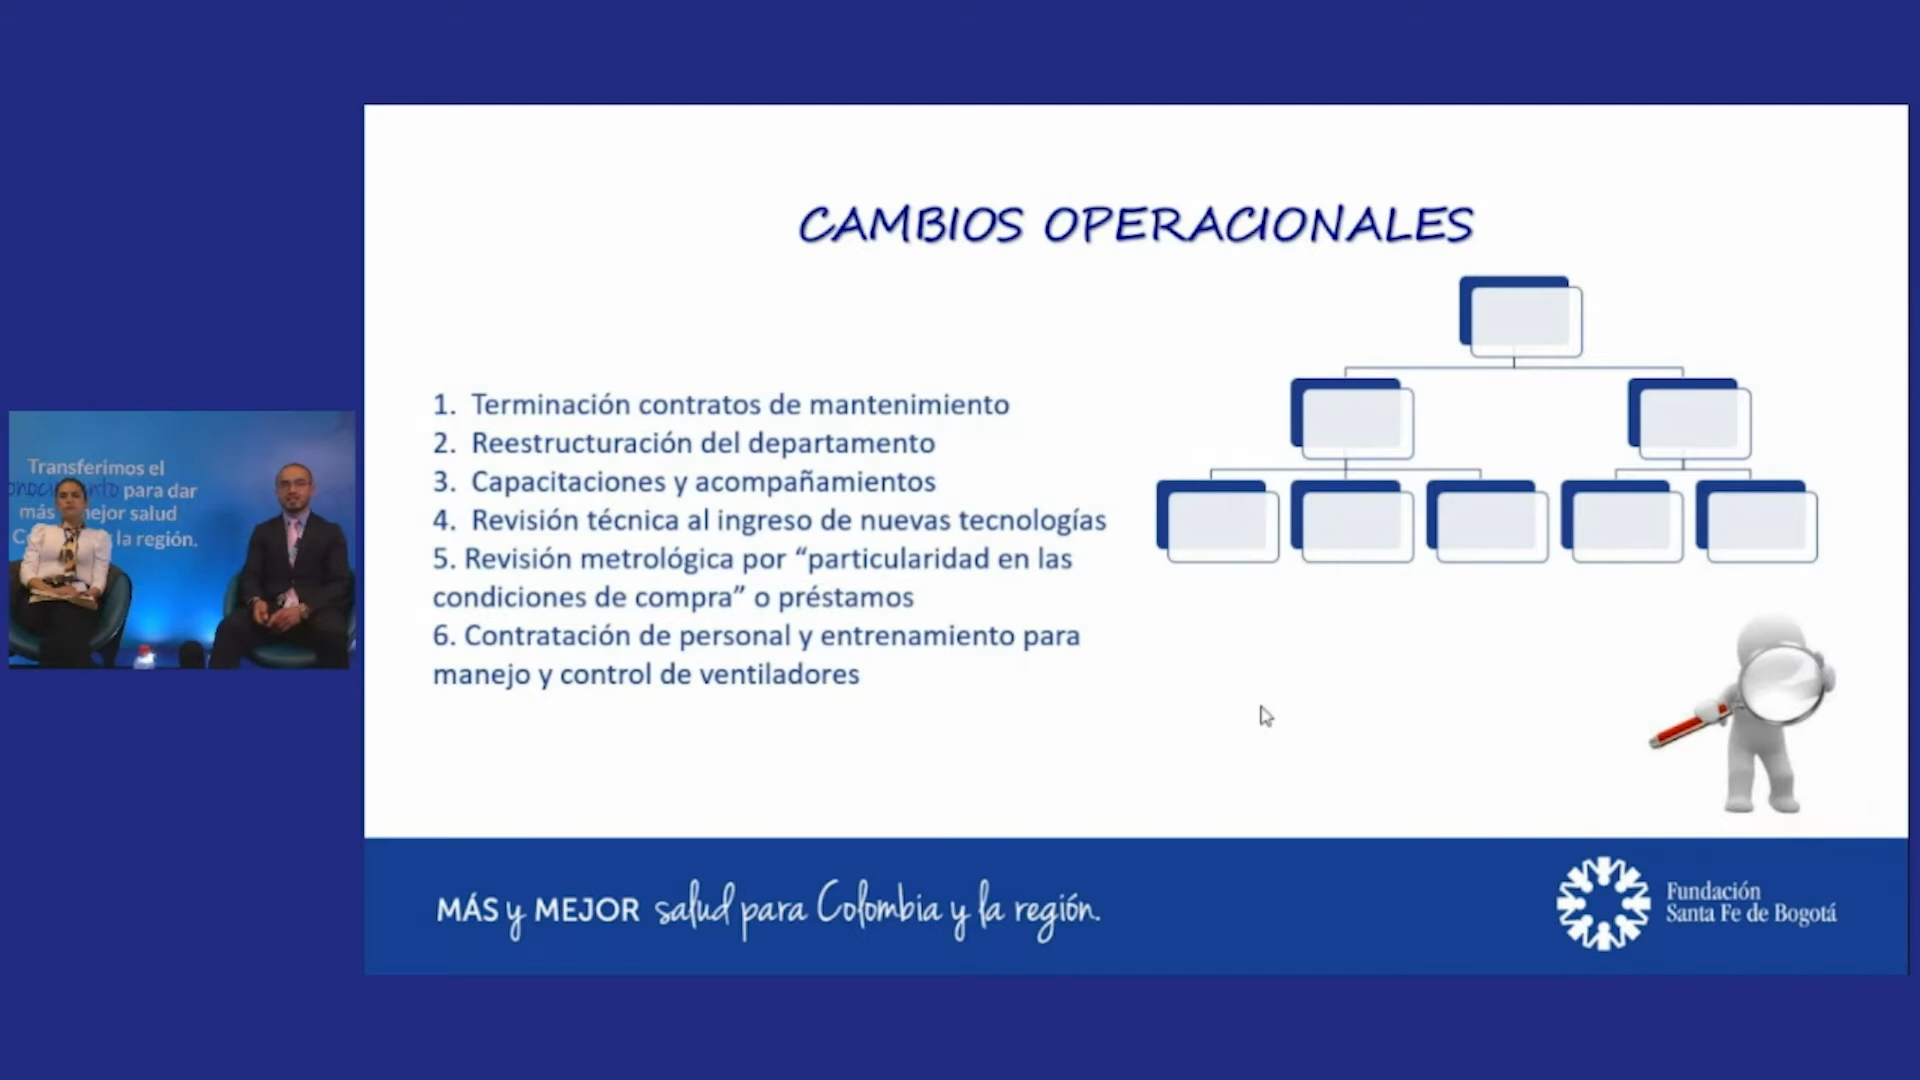 CAMBIOS OPERACIONALES
1. Terminación contratos de mantenimiento
2. Reestructuración del departamento
3. Capacitaciones y acompañamientos
4. Revisión técnica al ingreso de nuevas tecnologías
5. Revisión metrológica por “particularidad en las
condiciones de compra” o préstamos
6. Contratación de personal y entrenamiento para
manejo y control de ventiladores
Transferimos el
para dar
más
mejor salud
la región.
MÁS y MEJOR salud para Colombia y la región.
Fundación
Santa Fe de Bogotá